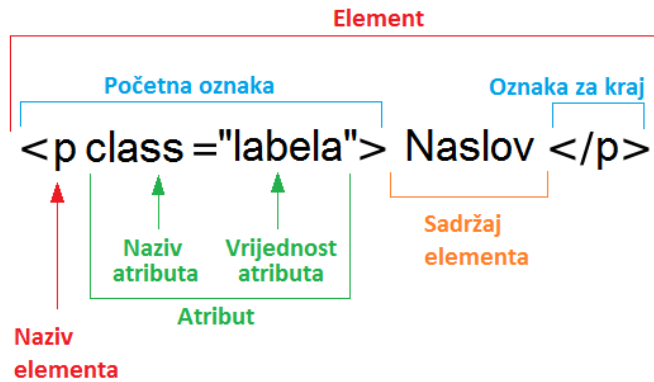 Element
Početna oznaka
Oznaka za kraj
<p class ="labela"> Naslov </p>
Naziv
atributa
Vrijednost
atributa
Sadržaj
elementa
Atribut
Naziv
elementa